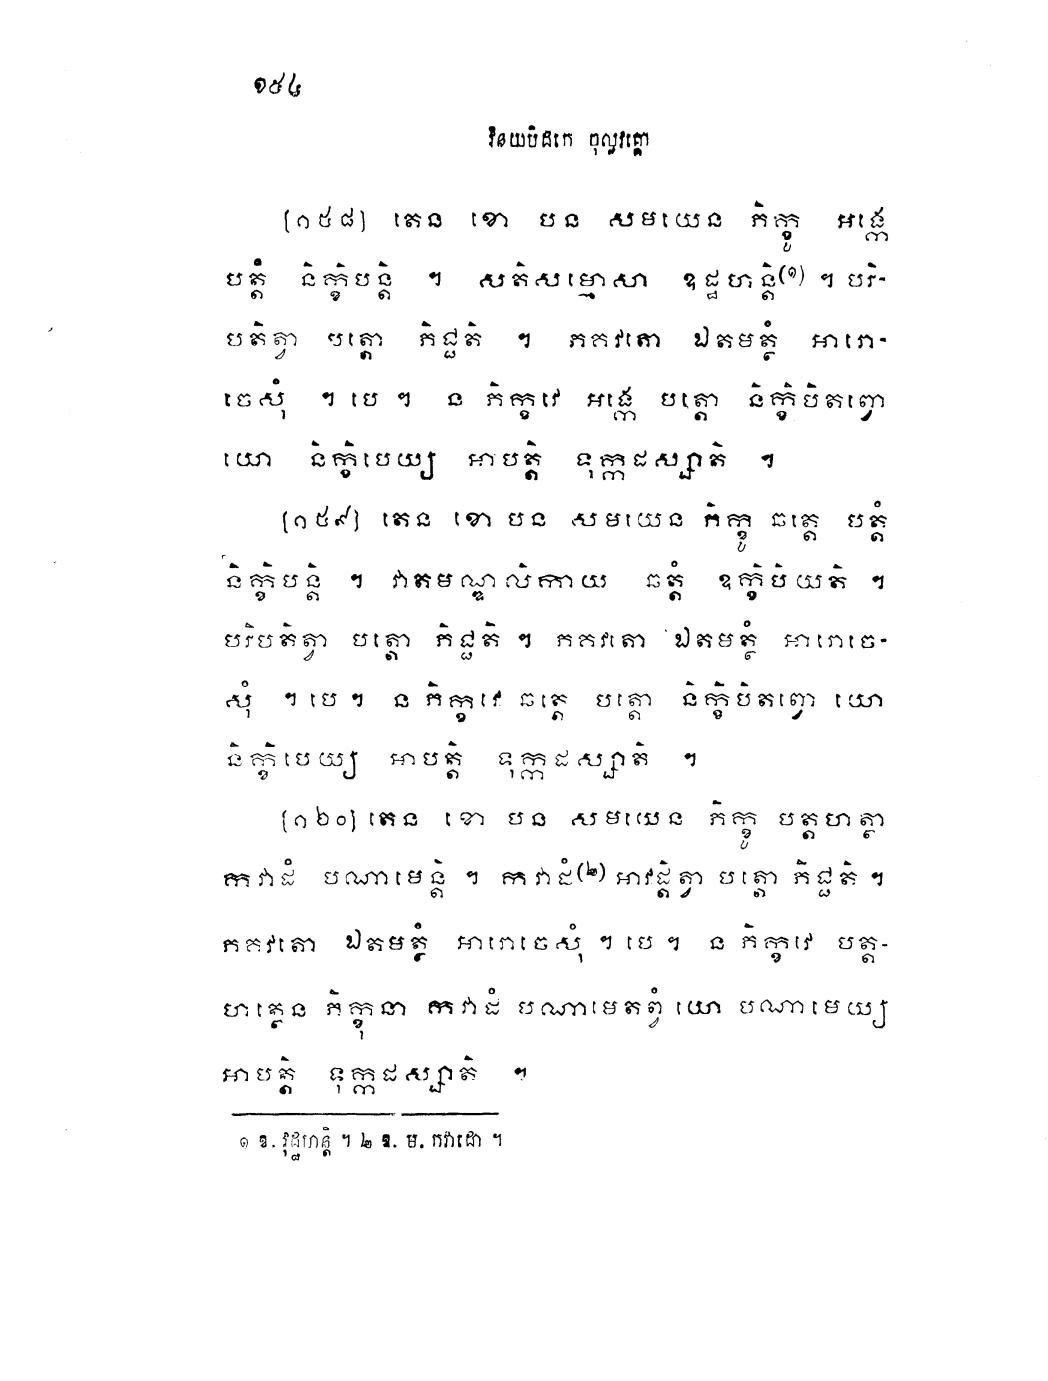 ១៥៤
វិនយបិដកេ ចុល្លវគ្គោ
[១៥៨] តេន ខោ បន សមយេន ភិក្ខូ អង្កេ
បត្តំ និក្ខិបន្តិ ។ សតិសម្មោសា ឧដ្ឋហន្តិ(១) ។ បរិ-
បតិត្វា បត្តោ ភិជ្ជតិ ។ ភគវតោ ឯតមត្ថំ អារោ-
ចេសុំ ។ បេ ។ ន ភិក្ខវេ អង្កេ បត្តោ និក្ខិបិតព្វោ
យោ និក្ខិបេយ្យ អាបត្តិ ទុក្កដស្សាតិ ។
[១៥៩] តេន ខោ បន សមយេន ភិក្ខូ ឆត្តេ បត្តំ
និក្ខិបន្តិ ។ វាតមណ្ឌលិកាយ ឆត្តំ ឧក្ខិបិយតិ ។
បរិបតិត្វា បត្តោ ភិជ្ជតិ ។ ភគវតោ ឯតមត្ថំ អារោចេ-
សុំ ។ បេ ។ ន ភិក្ខវេ ឆត្តេ បត្តោ និក្ខិបិតព្វោ យោ
និក្ខិបេយ្យ អាបត្តិ ទុក្កដស្សាតិ ។
[១៦០] តេន ខោ បន សមយេន ភិក្ខូ បត្តហត្ថា
កវាដំ បណាមេន្តិ ។ កវាដំ(២) អាវដ្តិត្វា បត្តោ ភិជ្ជតិ ។
ភគវតោ ឯតមត្ថំ អារោចេសុំ ។ បេ ។ ន ភិក្ខវេ បត្ត-
ហត្ថេន ភិក្ខុនា កវាដំ បណាមេតព្វំ យោ បណាមេយ្យ
អាបត្តិ ទុក្កដស្សាតិ ។
១ ឱ. វុដ្ឋហន្តិ ។ ២ ឱ. ម. កវាដោ ។